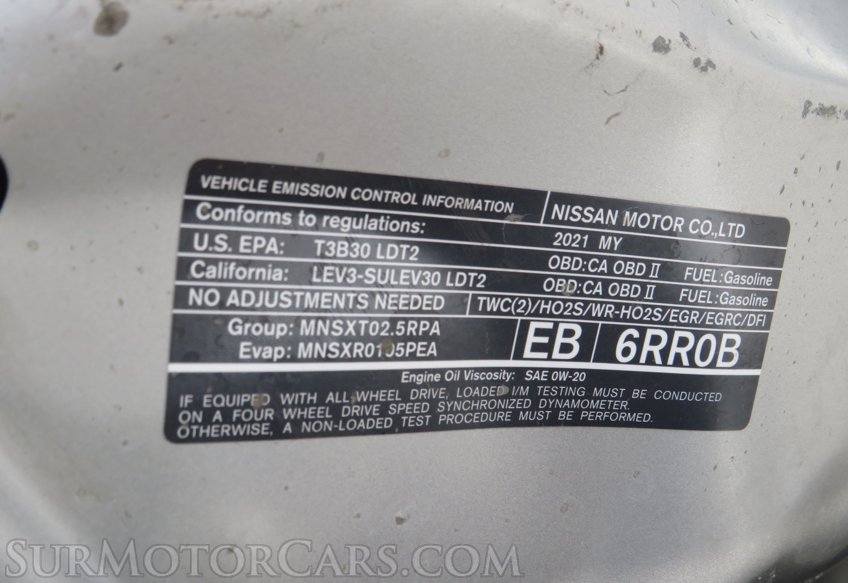 VEHICLE EMISSION CONTROL INFORMATION
NISSAN MOTOR CO.,LTD
Conforms to regulations:
2021 MY
U.S. EPA: T3B30 LDT2
OBD:CA OBD II FUEL:Gasoline
California: LEV3-SULEV30 LDT2
OBD:CA OBD II FUEL:Gasoline
NO ADJUSTMENTS NEEDED
TWC(2)/HO2S/WR-HO2S/EGR/EGRC/DFI
Group: MNSXT02.5RPA
Evap: MNSXR0105PEA
EB
6RR0B
Engine Oil Viscosity: SAE 0W-20
IF EQUIPED WITH ALL WHEEL DRIVE, LOADED I/M TESTING MUST BE CONDUCTED
ON A FOUR WHEEL DRIVE SPEED SYNCHRONIZED DYNAMOMETER.
OTHERWISE, A NON-LOADED TEST PROCEDURE MUST BE PERFORMED.
SURMOTORCARS.COM